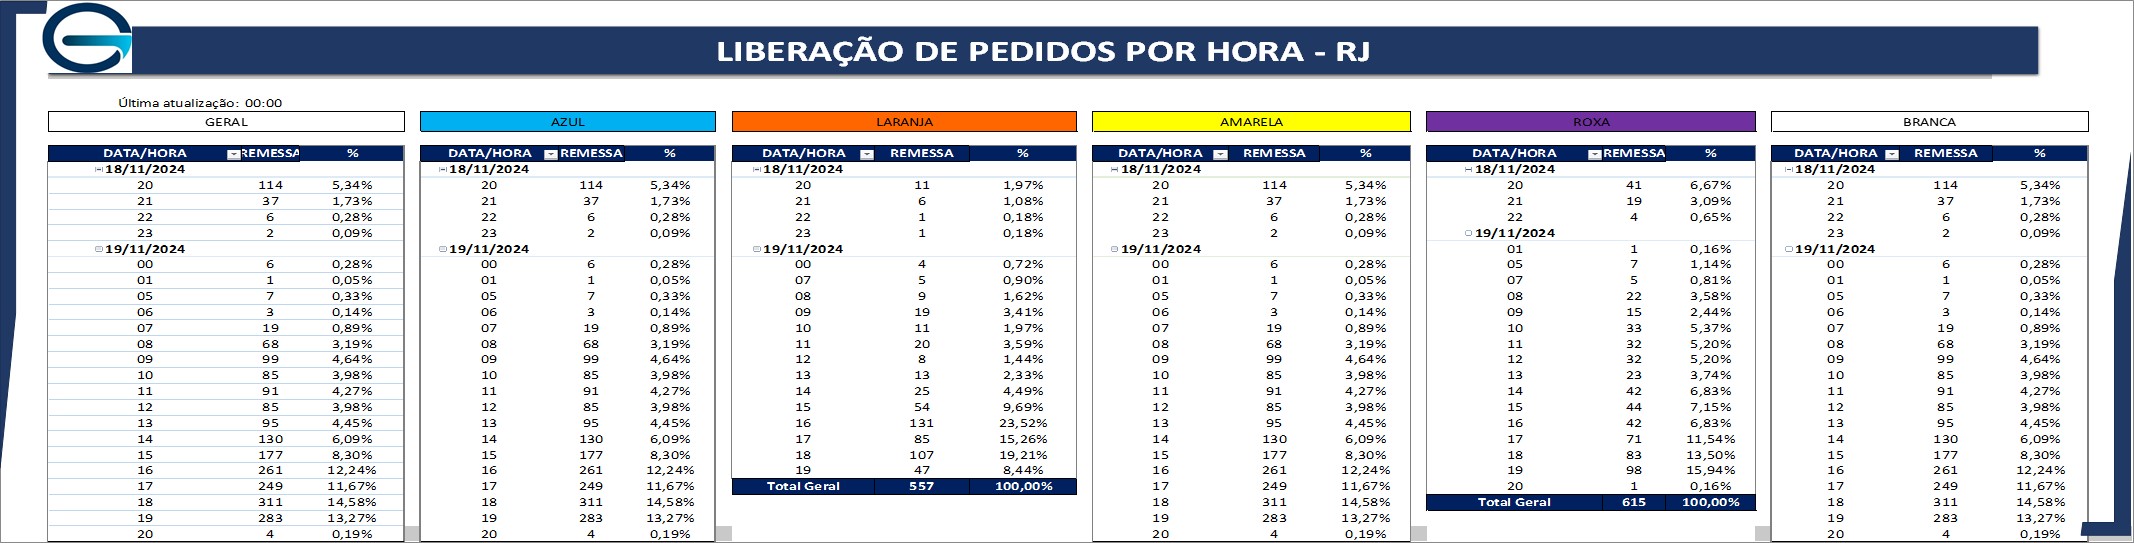 LIBERAÇÃO DE PEDIDOS POR HORA - RJ
Última atualização: 00:00
GERAL
DATA/HORA REMESSA %
18/11/2024
20 114 5,34%
21 37 1,73%
22 6 0,28%
23 2 0,09%
19/11/2024
00 6 0,28%
01 1 0,05%
05 7 0,33%
06 3 0,14%
07 19 0,89%
08 68 3,19%
09 99 4,64%
10 85 3,98%
11 91 4,27%
12 85 3,98%
13 95 4,45%
14 130 6,09%
15 177 8,30%
16 261 12,24%
17 249 11,67%
18 311 14,58%
19 283 13,27%
20 4 0,19%
AZUL
DATA/HORA REMESSA %
18/11/2024
20 114 5,34%
21 37 1,73%
22 6 0,28%
23 2 0,09%
19/11/2024
00 6 0,28%
01 1 0,05%
05 7 0,33%
06 3 0,14%
07 19 0,89%
08 68 3,19%
09 99 4,64%
10 85 3,98%
11 91 4,27%
12 85 3,98%
13 95 4,45%
14 130 6,09%
15 177 8,30%
16 261 12,24%
17 249 11,67%
18 311 14,58%
19 283 13,27%
20 4 0,19%
LARANJA
DATA/HORA REMESSA %
18/11/2024
20 11 1,97%
21 6 1,08%
22 1 0,18%
23 1 0,18%
19/11/2024
00 4 0,72%
07 5 0,90%
08 9 1,62%
09 19 3,41%
10 11 1,97%
11 20 3,59%
12 8 1,44%
13 13 2,33%
14 25 4,49%
15 54 9,69%
16 131 23,52%
17 85 15,26%
18 107 19,21%
19 47 8,44%
Total Geral 557 100,00%
AMARELA
DATA/HORA REMESSA %
18/11/2024
20 114 5,34%
21 37 1,73%
22 6 0,28%
23 2 0,09%
19/11/2024
00 6 0,28%
01 1 0,05%
05 7 0,33%
06 3 0,14%
07 19 0,89%
08 68 3,19%
09 99 4,64%
10 85 3,98%
11 91 4,27%
12 85 3,98%
13 95 4,45%
14 130 6,09%
15 177 8,30%
16 261 12,24%
17 249 11,67%
18 311 14,58%
19 283 13,27%
20 4 0,19%
ROXA
DATA/HORA REMESSA %
18/11/2024
20 41 6,67%
21 19 3,09%
22 4 0,65%
19/11/2024
01 1 0,16%
05 7 1,14%
07 5 0,81%
08 22 3,58%
09 15 2,44%
10 33 5,37%
11 32 5,20%
12 32 5,20%
13 23 3,74%
14 42 6,83%
15 44 7,15%
16 42 6,83%
17 71 11,54%
18 83 13,50%
19 98 15,94%
20 1 0,16%
Total Geral 615 100,00%
BRANCA
DATA/HORA REMESSA %
18/11/2024
20 114 5,34%
21 37 1,73%
22 6 0,28%
23 2 0,09%
19/11/2024
00 6 0,28%
01 1 0,05%
05 7 0,33%
06 3 0,14%
07 19 0,89%
08 68 3,19%
09 99 4,64%
10 85 3,98%
11 91 4,27%
12 85 3,98%
13 95 4,45%
14 130 6,09%
15 177 8,30%
16 261 12,24%
17 249 11,67%
18 311 14,58%
19 283 13,27%
20 4 0,19%